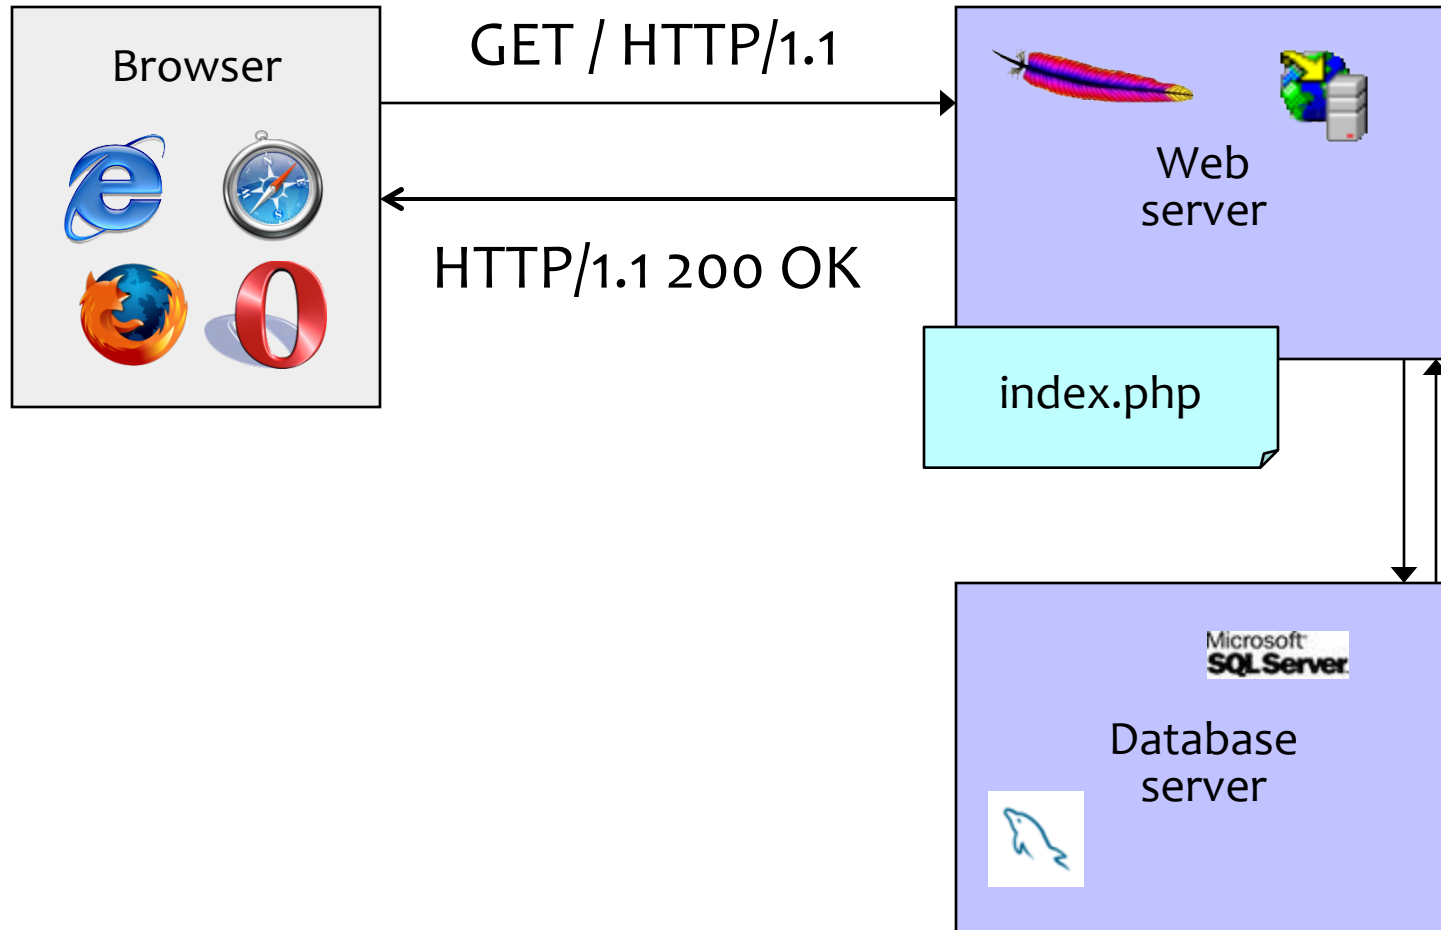 Browser
GET / HTTP/1.1
HTTP/1.1 200 OK
Web
server
index.php
Microsoft
SQL Server
Database
server